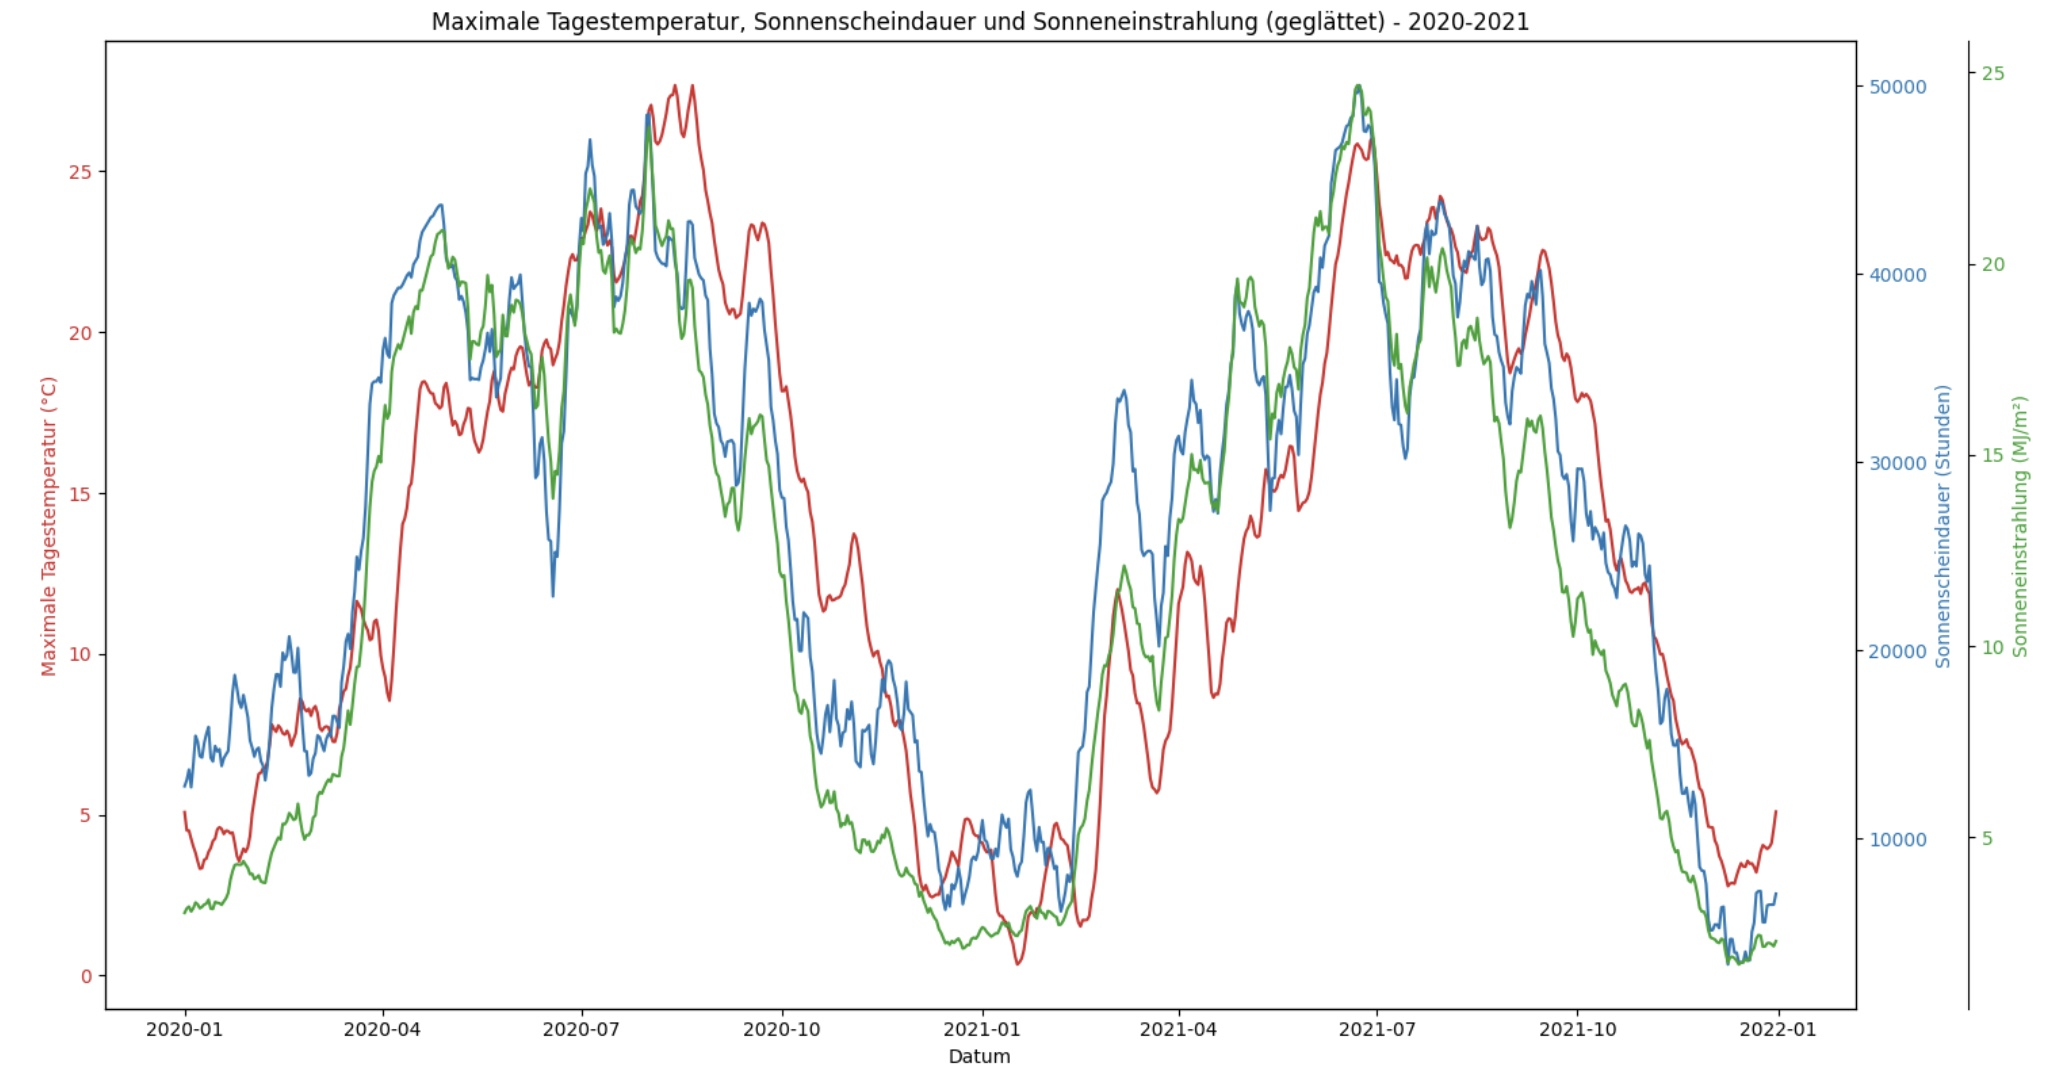 Maximale Tagestemperatur, Sonnenscheindauer und Sonneneinstrahlung (geglättet) - 2020-2021
Maximale Tagestemperatur (°C)
25
20
15
10
5
0
50000
40000
30000
20000
10000
Sonnenscheindauer (Stunden)
25
20
15
10
5
Sonneneinstrahlung (MJ/m²)
2020-01 2020-04 2020-07 2020-10 2021-01 2021-04 2021-07 2021-10 2022-01
Datum